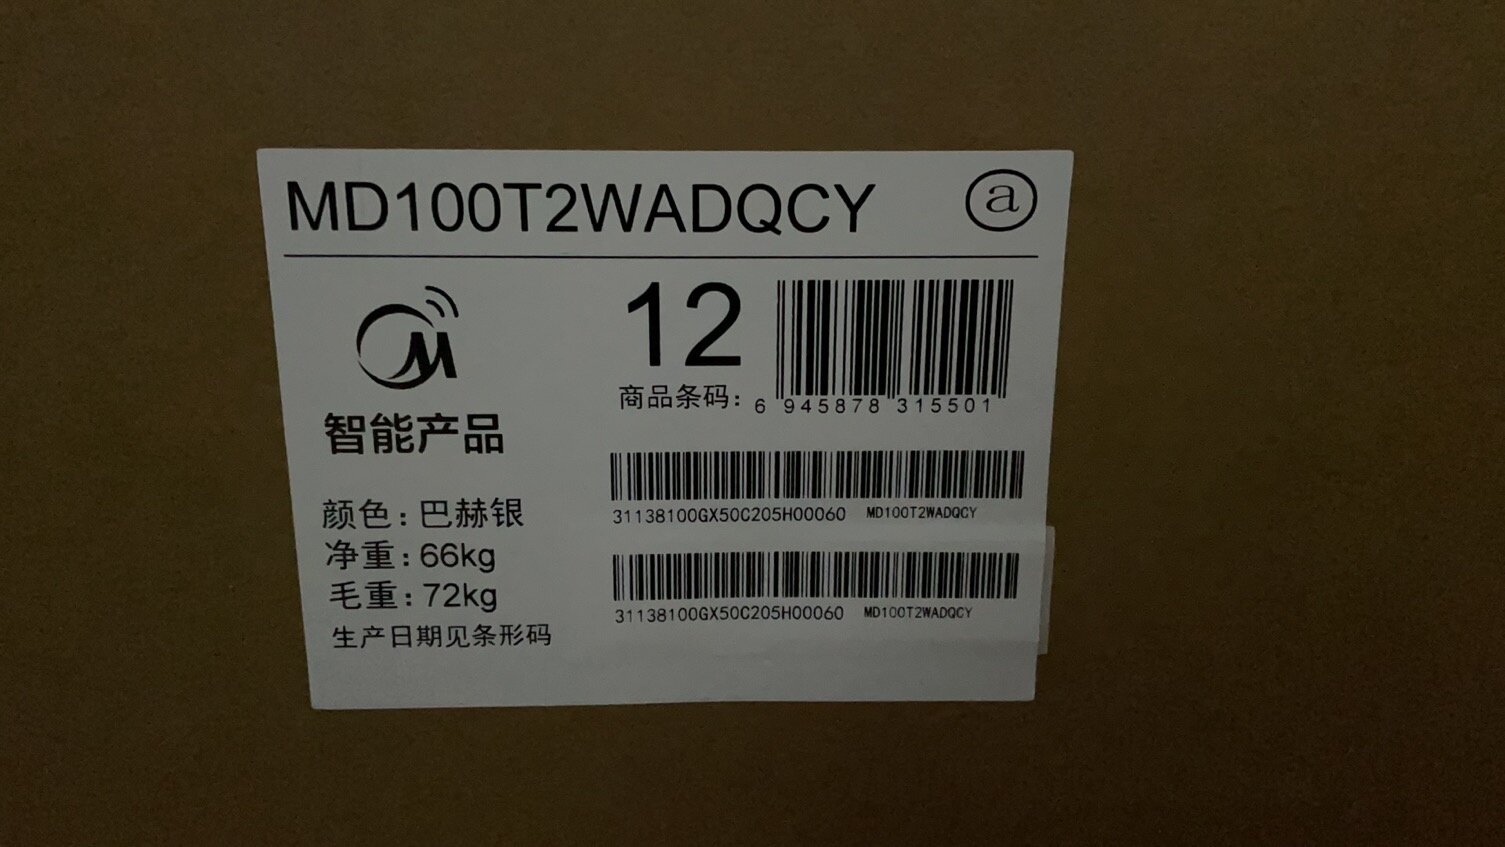 MD100T2WADQCY
a
12
商品条码：
6 945878 315501
智能产品
31138100GX50C205H00060 MD100T2WADQCY
颜色：巴赫银
净重：66kg
毛重：72kg
31138100GX50C205H00060 MD100T2WADQCY
生产日期见条形码